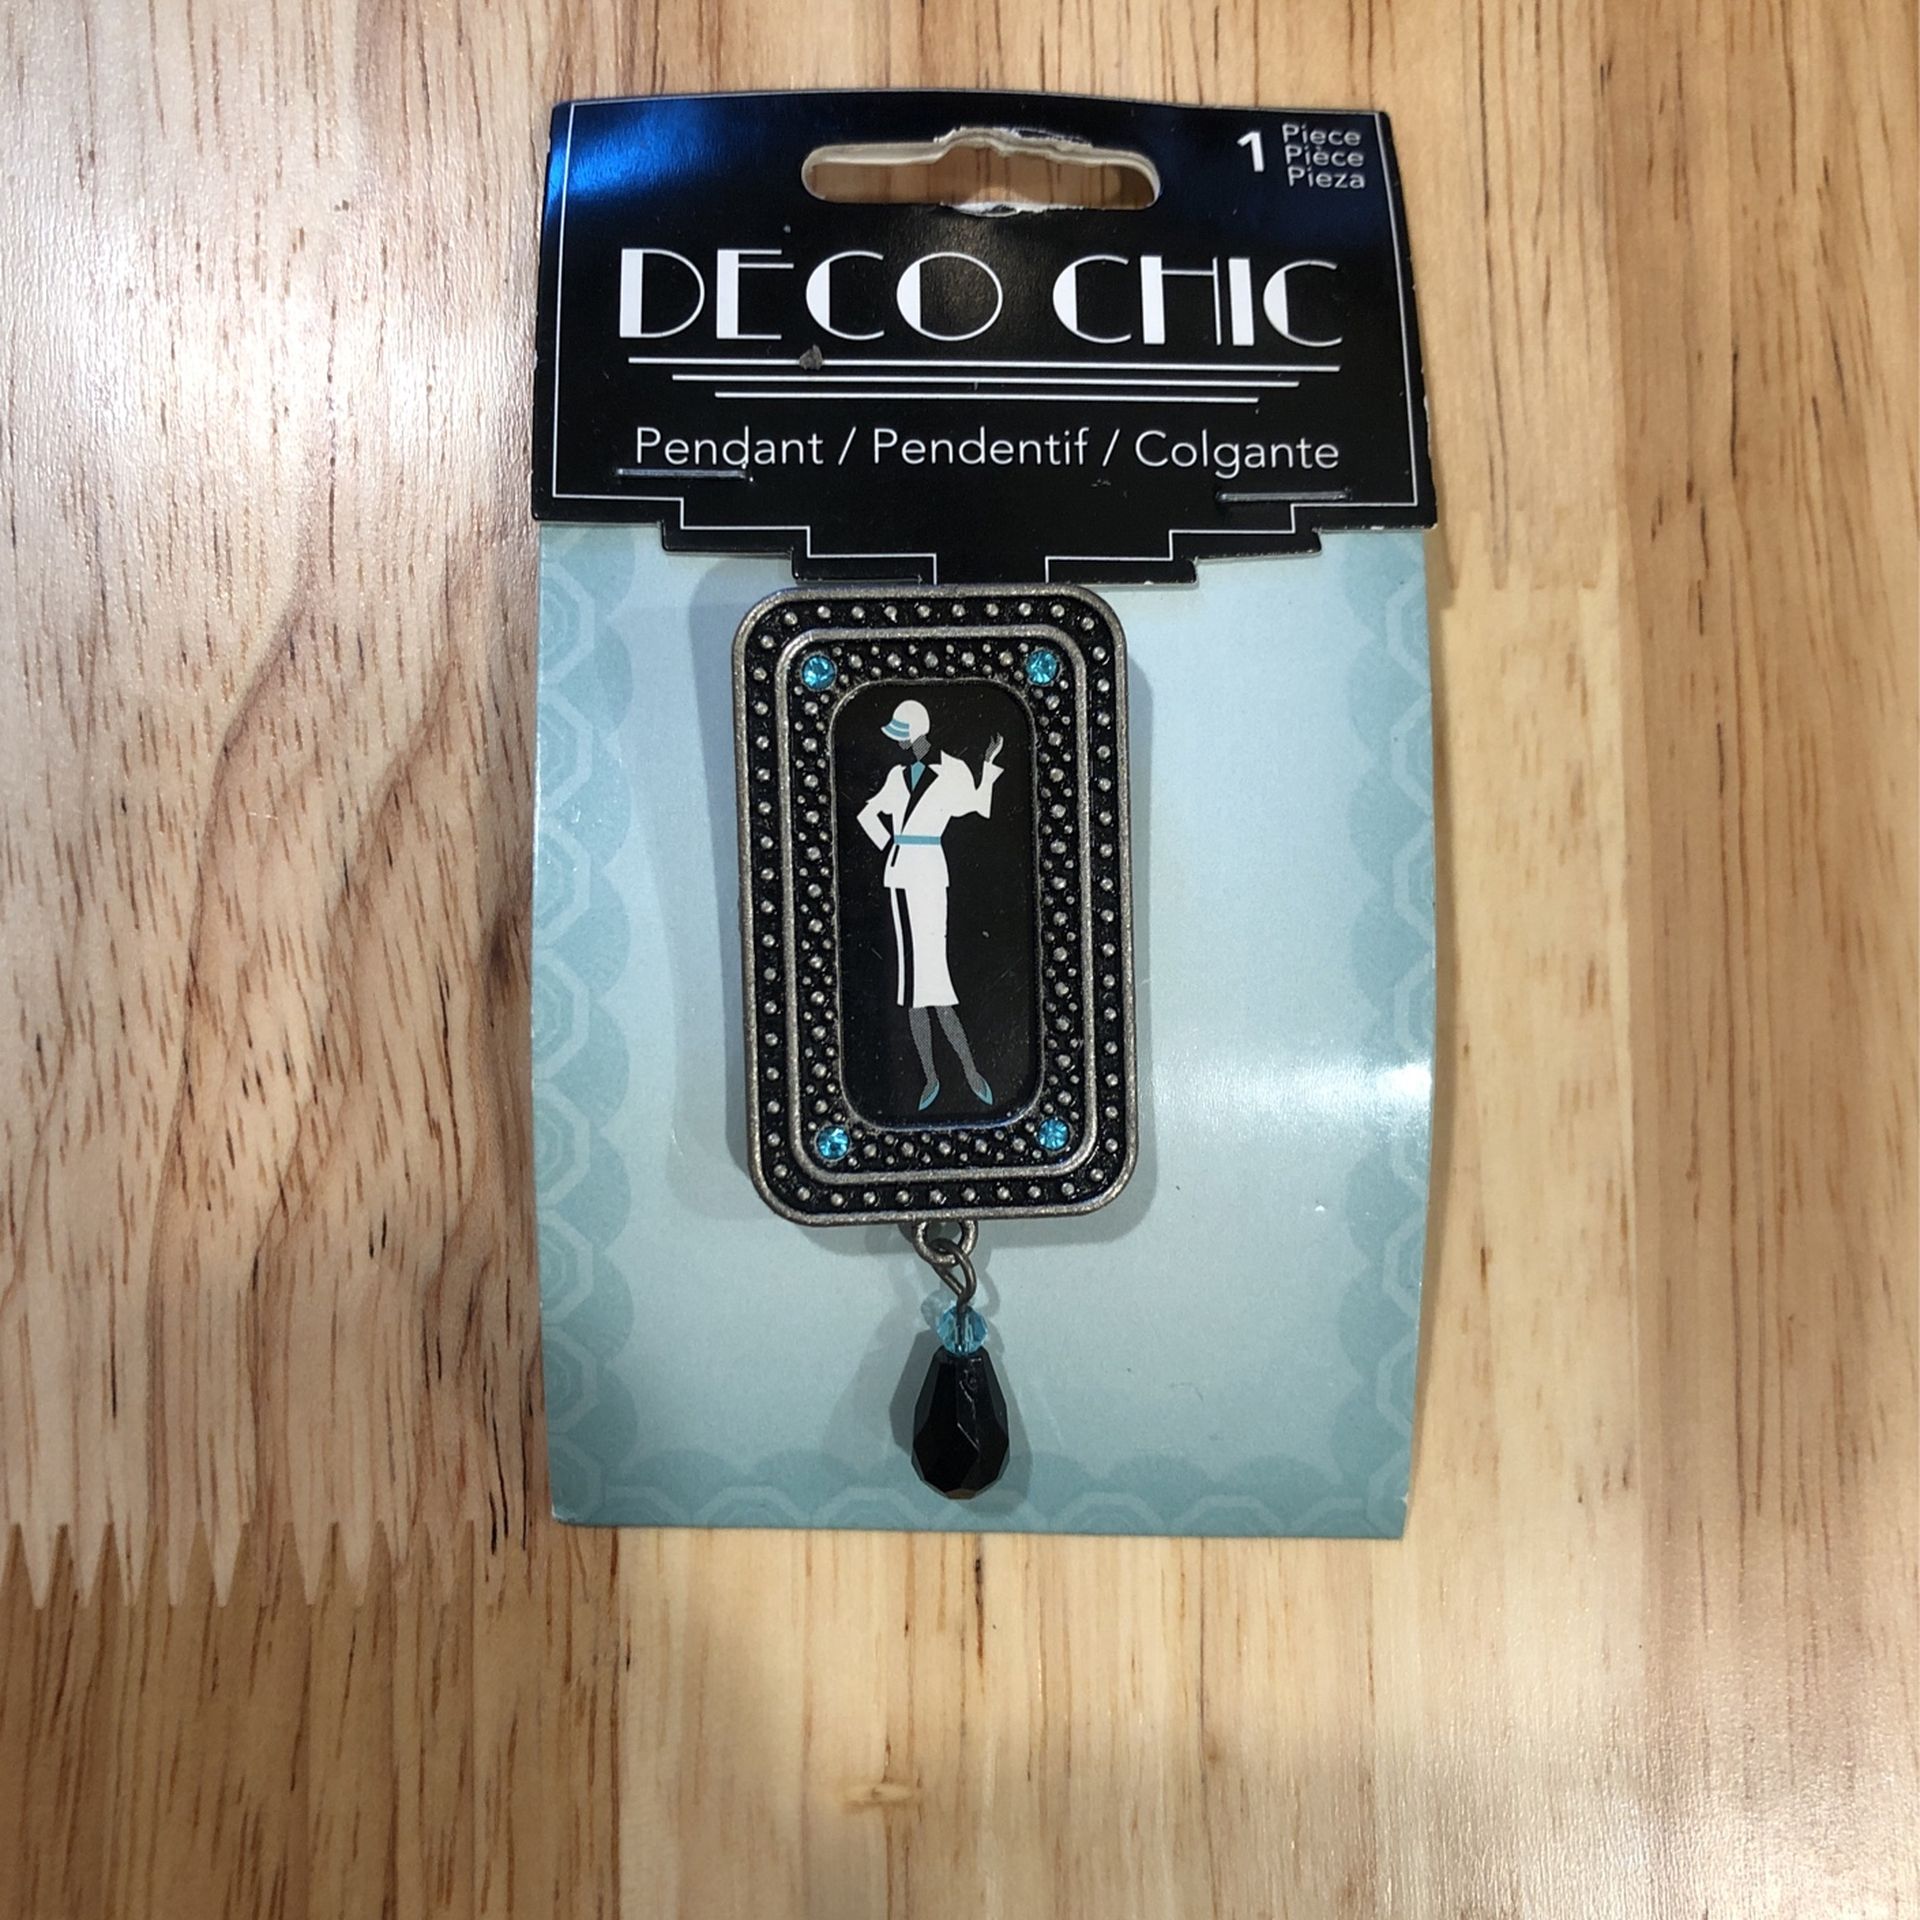 1 Piece
Pièce
Pieza
DECO CHIC
Pendant / Pendentif / Colgante